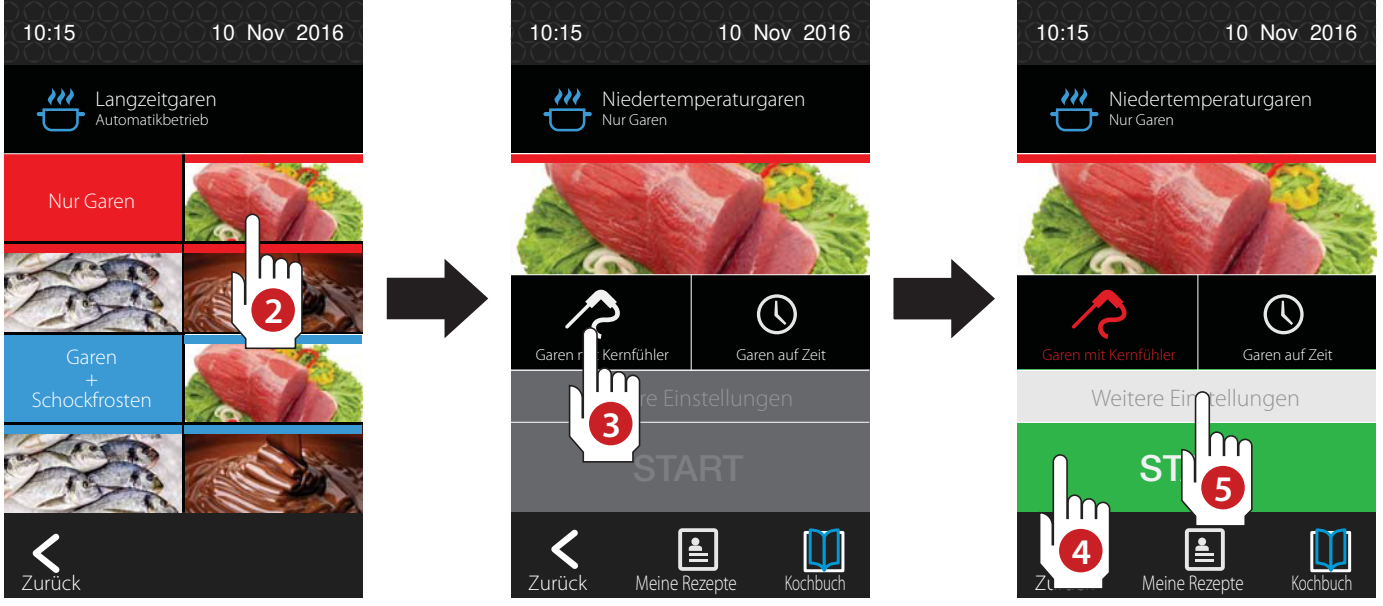 10:15 10 Nov 2016
Langzeitgaren
Automatikbetrieb
Nur Garen
2
Garen
+
Schockfrosten
Zurück
10:15 10 Nov 2016
Niedertemperaturgaren
Nur Garen
Garen Kernfühler
Garen auf Zeit
Einstellungen
3
START
Zurück
Meine Rezepte
Kochbuch
10:15 10 Nov 2016
Niedertemperaturgaren
Nur Garen
Garen mit Kernfühler
Garen auf Zeit
Weitere Einstellungen
5
4
Meine Rezepte
Kochbuch